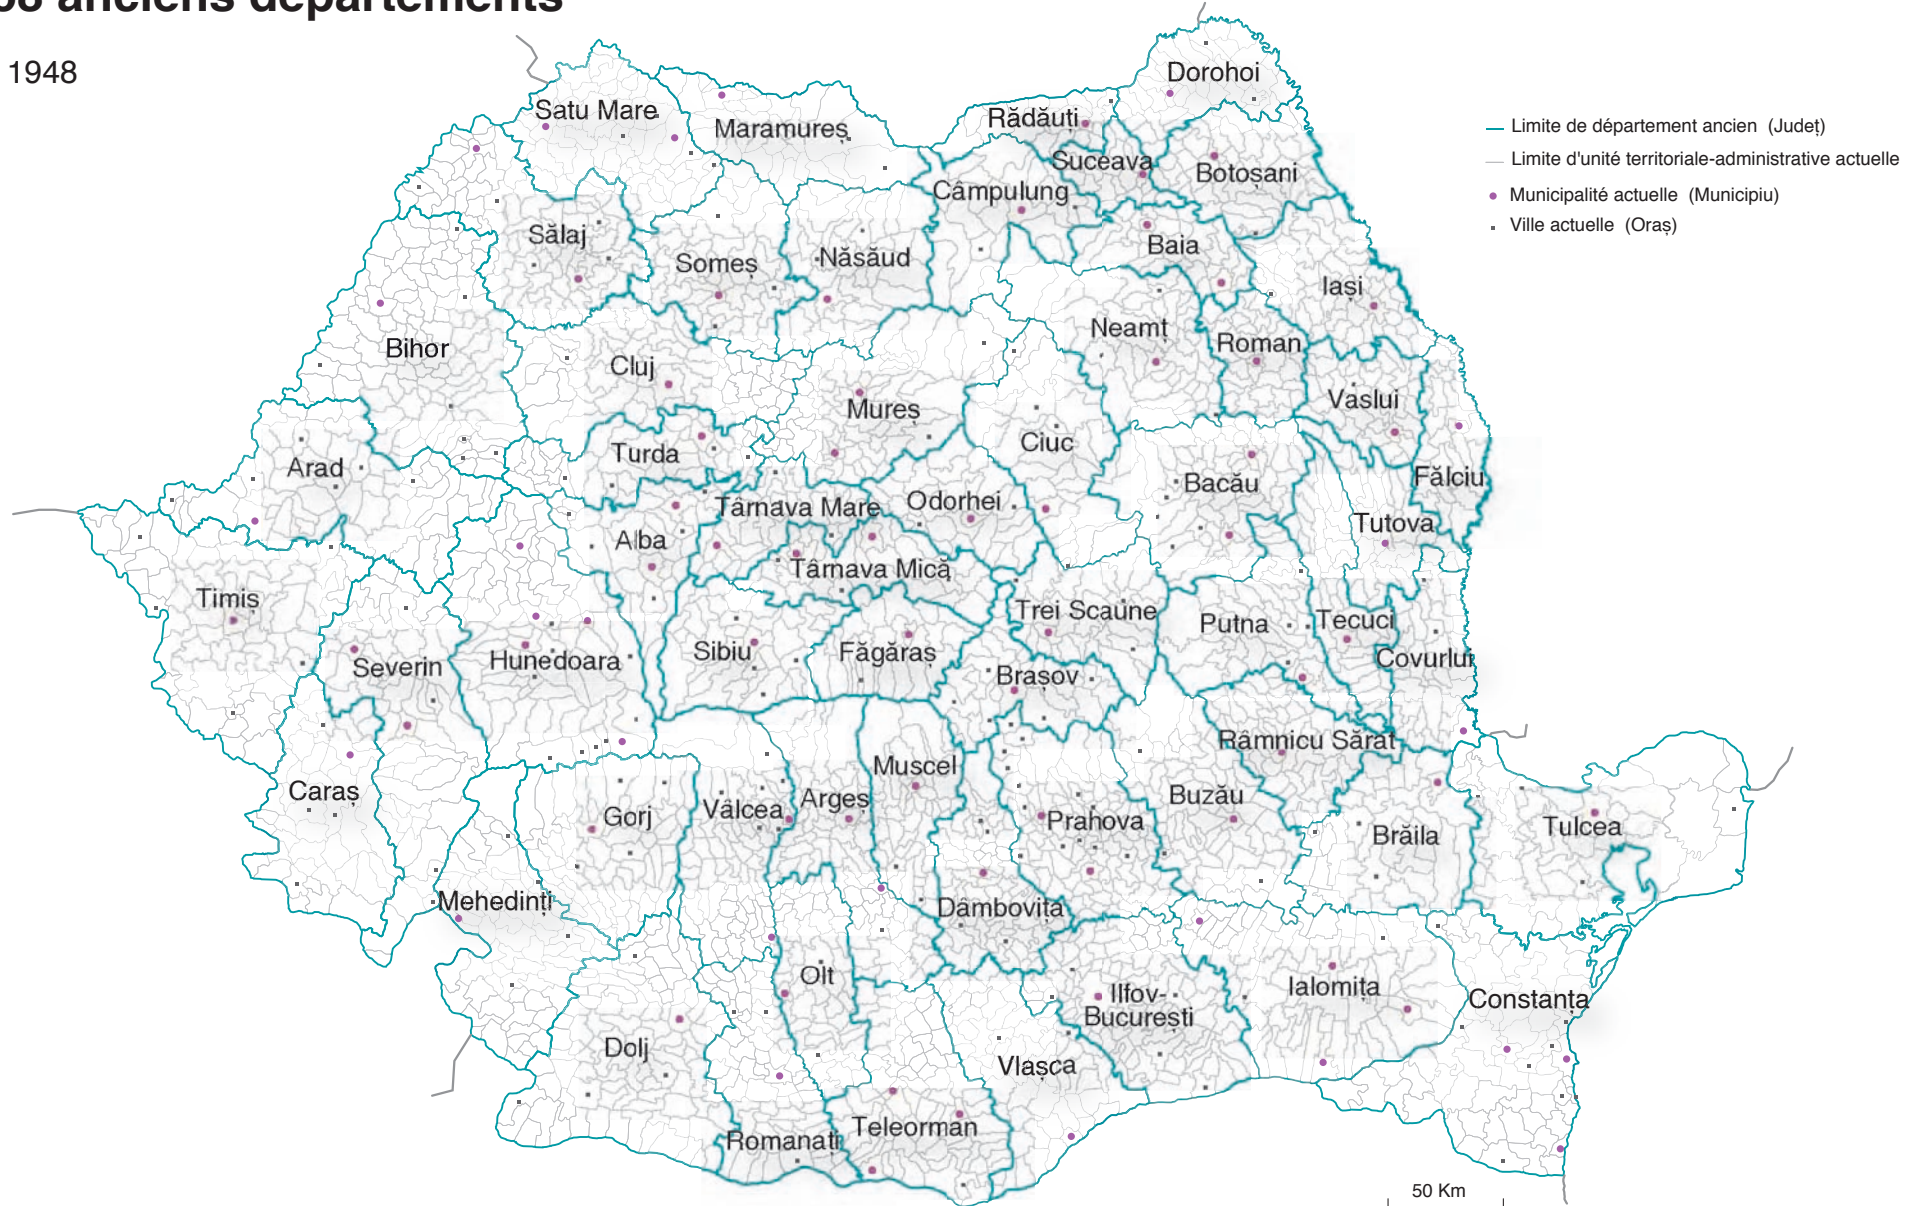 58 anciens départements
1948
Limite de département ancien (Județ)
Limite d'unité territoriale-administrative actuelle
Municipalité actuelle (Municipiu)
Ville actuelle (Oraș)
Dorohoi
Satu Mare
Maramureș
Rădăuți
Suceava
Botoșani
Câmpulung
Sălaj
Someș
Năsăud
Baia
Iași
Bihor
Cluj
Neamț
Roman
Mureș
Vaslui
Ciuc
Turda
Arad
Bacău
Fălciu
Târnava Mare
Odorhei
Tutova
Alba
Târnava Mică
Timiș
Trei Scaune
Putna
Tecuci
Severin
Hunedoara
Sibiu
Făgăraș
Brașov
Covurlui
Râmnicu Sărat
Muscel
Caraș
Gorj
Vâlcea
Argeș
Prahova
Buzău
Brăila
Tulcea
Mehedinți
Dâmbovița
Olt
Ilfov-
București
Ialomița
Constanța
Dolj
Vlașca
Romanați
Teleorman
50 Km